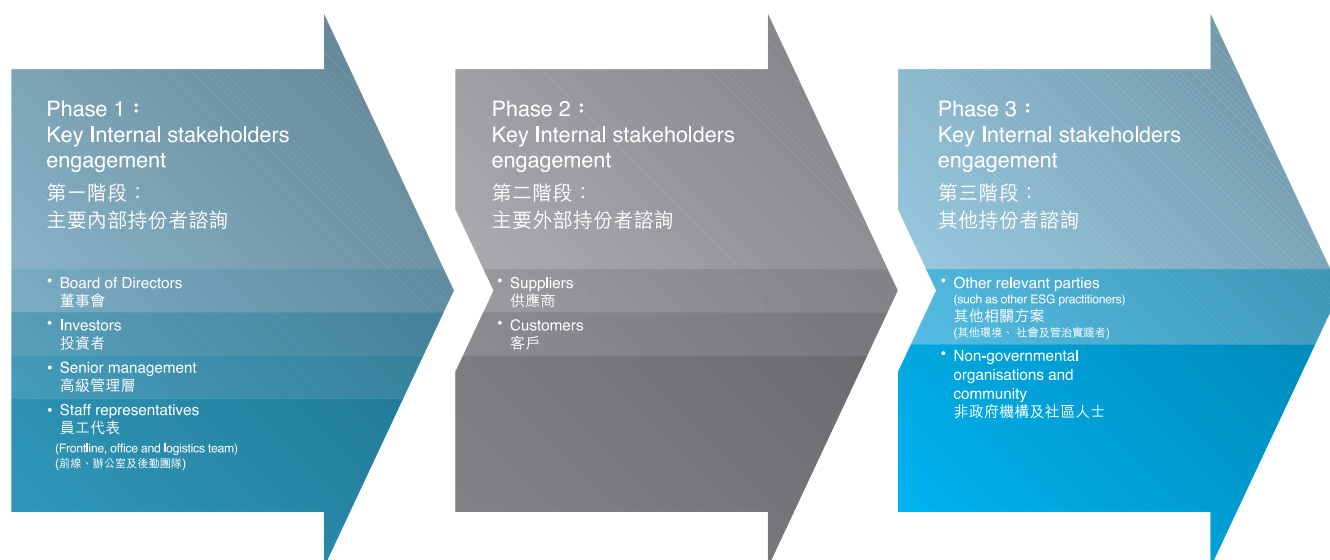 Phase 1：
Key Internal stakeholders
engagement
第一階段：
主要內部持份者諮詢
• Board of Directors
董事會
• Investors
投資者
• Senior management
高級管理層
• Staff representatives
員工代表
(Frontline, office and logistics team)
(前線、辦公室及後勤團隊)
Phase 2：
Key Internal stakeholders
engagement
第二階段：
主要外部持份者諮詢
• Suppliers
供應商
• Customers
客戶
Phase 3：
Key Internal stakeholders
engagement
第三階段：
其他持份者諮詢
• Other relevant parties
(such as other ESG practitioners)
其他相關方案
(其他環境、社會及管治實踐者)
• Non-governmental
organisations and
community
非政府機構及社區人士